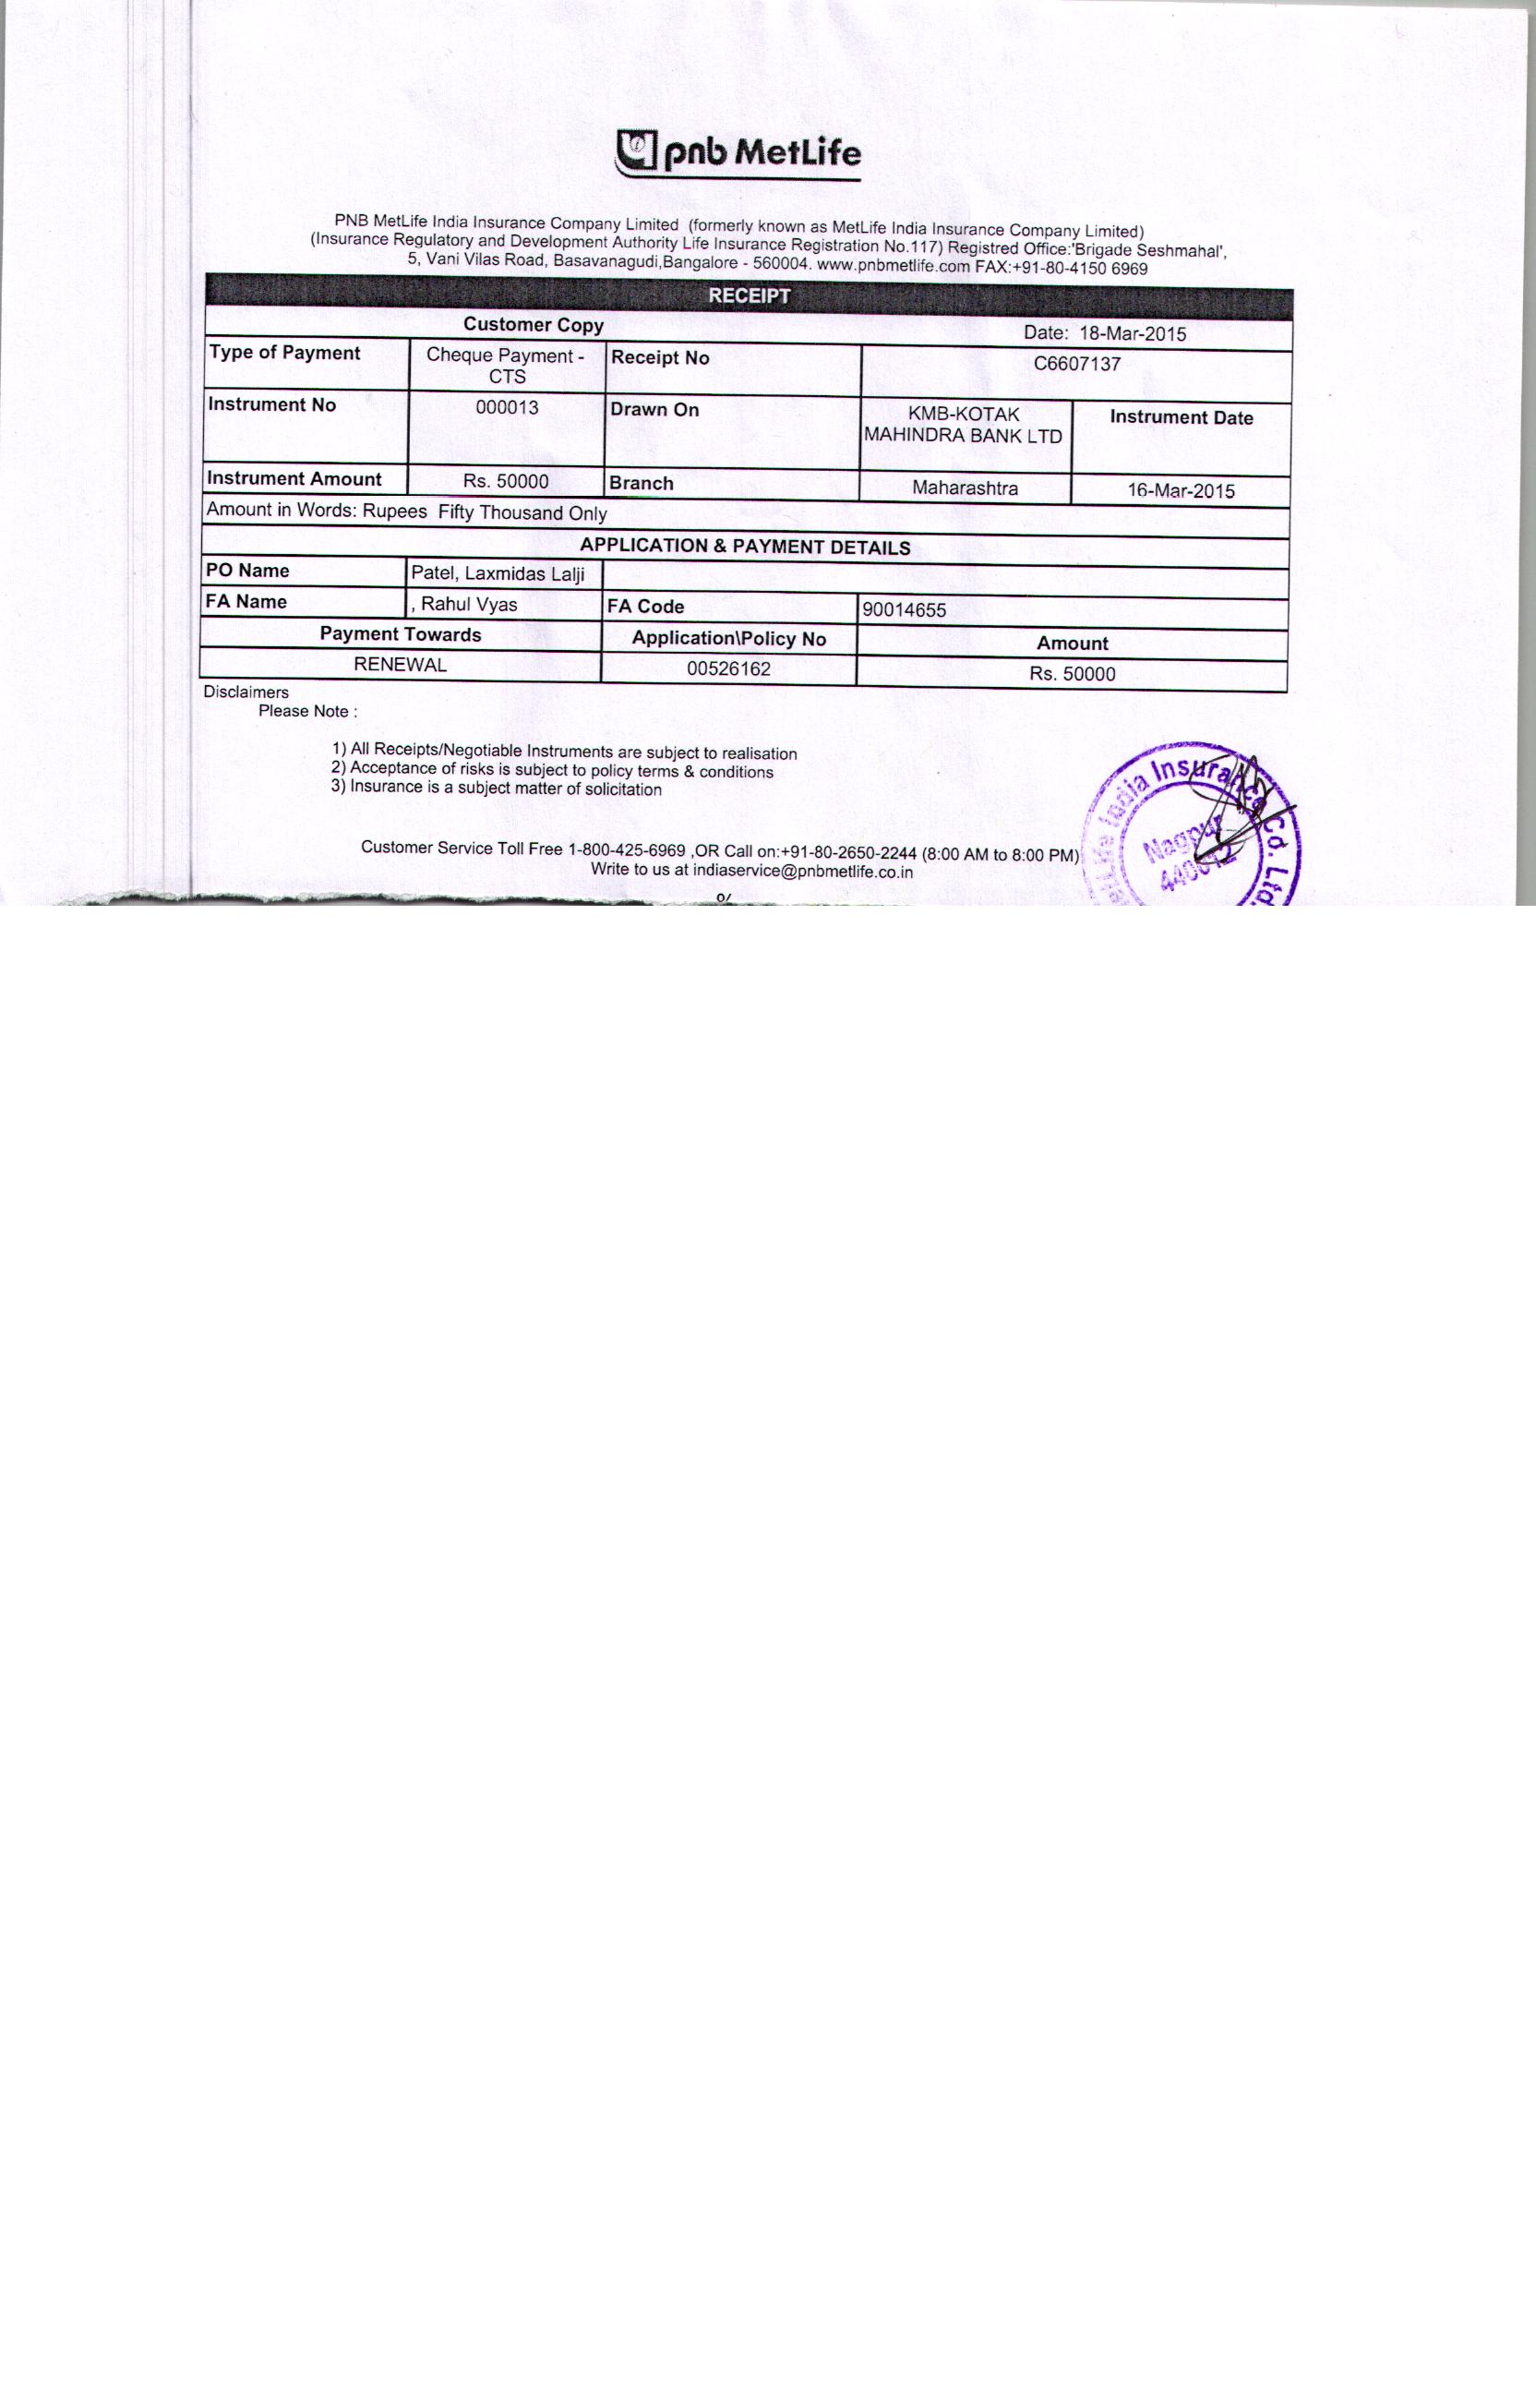 pnb MetLife
PNB MetLife India Insurance Company Limited (formerly known as MetLife India Insurance Company Limited)
(Insurance Regulatory and Development Authority Life Insurance Registration No.117) Registred Office:'Brigade Seshmahal',
5, Vani Vilas Road, Basavanagudi,Bangalore - 560004. www.pnbmetlife.com FAX:+91-80-4150 6969
RECEIPT
Customer Copy Date: 18-Mar-2015
Type of Payment Cheque Payment - CTS Receipt No C6607137
Instrument No 000013 Drawn On KMB-KOTAK MAHINDRA BANK LTD Instrument Date
Instrument Amount Rs. 50000 Branch Maharashtra 16-Mar-2015
Amount in Words: Rupees Fifty Thousand Only
APPLICATION & PAYMENT DETAILS
PO Name Patel, Laxmidas Lalji
FA Name , Rahul Vyas FA Code 90014655
Payment Towards Application\Policy No Amount
RENEWAL 00526162 Rs. 50000
Disclaimers
Please Note :
1) All Receipts/Negotiable Instruments are subject to realisation
2) Acceptance of risks is subject to policy terms & conditions
3) Insurance is a subject matter of solicitation
Customer Service Toll Free 1-800-425-6969 ,OR Call on:+91-80-2650-2244 (8:00 AM to 8:00 PM)
Write to us at indiaservice@pnbmetlife.co.in
India Insurance Co. Ltd.
Nagpur
440012